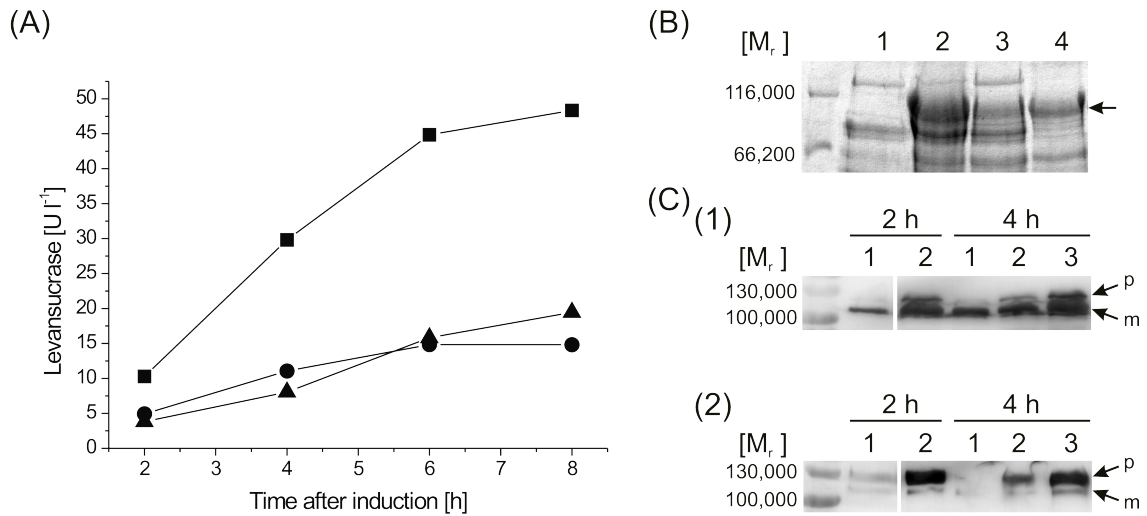 (A)
50
45
40
35
30
25
20
15
10
5
0
Levansucrase [U l⁻¹]
2 3 4 5 6 7 8
Time after induction [h]
(B)
[Mr ] 1 2 3 4
116,000
66,200
(C)
(1)
2 h 4 h
[Mr ] 1 2 1 2 3
130,000 p
100,000 m
(2)
2 h 4 h
[Mr ] 1 2 1 2 3
130,000 p
100,000 m